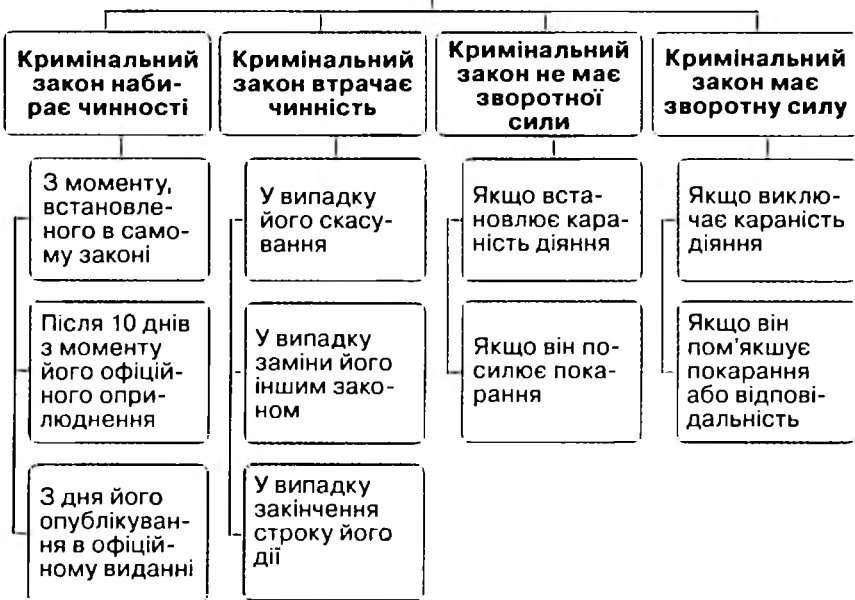 Кримінальний
закон наби-
рає чинності
З моменту,
встановле-
ного в само-
му законі
Після 10 днів
з моменту
його офіцій-
ного опри-
люднення
З дня його
опублікуван-
ня в офіцій-
ному виданні
Кримінальний
закон втрачає
чинність
У випадку
його скасу-
вання
У випадку
заміни його
іншим зако-
ном
У випадку
закінчення
строку його
дії
Кримінальний
закон не має
зворотної
сили
Якщо вста-
новлює кара-
ність діяння
Якщо він по-
силює пока-
рання
Кримінальний
закон має
зворотну силу
Якщо виклю-
чає караність
діяння
Якщо він
пом'якшує
покарання
або відпові-
дальність